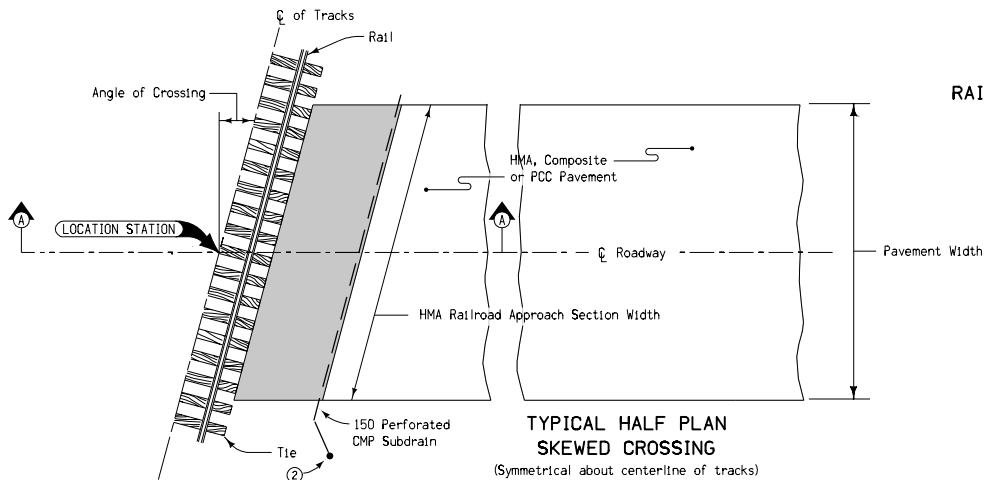 ℄ of Tracks
Rail
Angle of Crossing
RAI
HMA, Composite
or PCC Pavement
A
A
LOCATION STATION
℄ Roadway
Pavement Width
HMA Railroad Approach Section Width
150 Perforated
CMP Subdrain
Tie
2
TYPICAL HALF PLAN
SKEWED CROSSING
(Symmetrical about centerline of tracks)